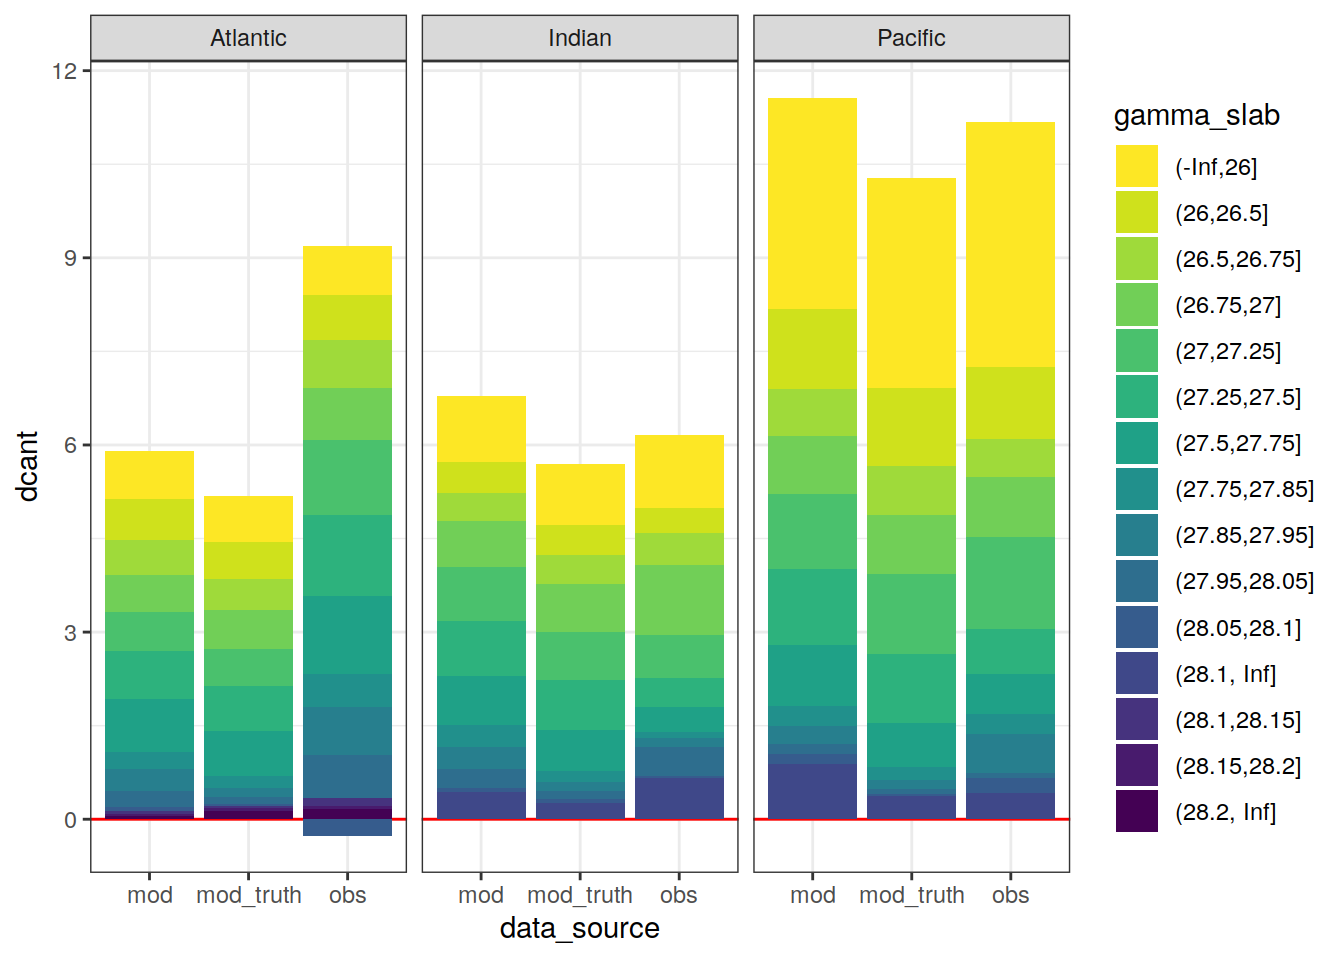 Atlantic Indian Pacific
12
9
6
3
0
dcant
mod mod_truth obs mod mod_truth obs mod mod_truth obs
data_source
gamma_slab
(-Inf,26]
(26,26.5]
(26.5,26.75]
(26.75,27]
(27,27.25]
(27.25,27.5]
(27.5,27.75]
(27.75,27.85]
(27.85,27.95]
(27.95,28.05]
(28.05,28.1]
(28.1, Inf]
(28.1,28.15]
(28.15,28.2]
(28.2, Inf]